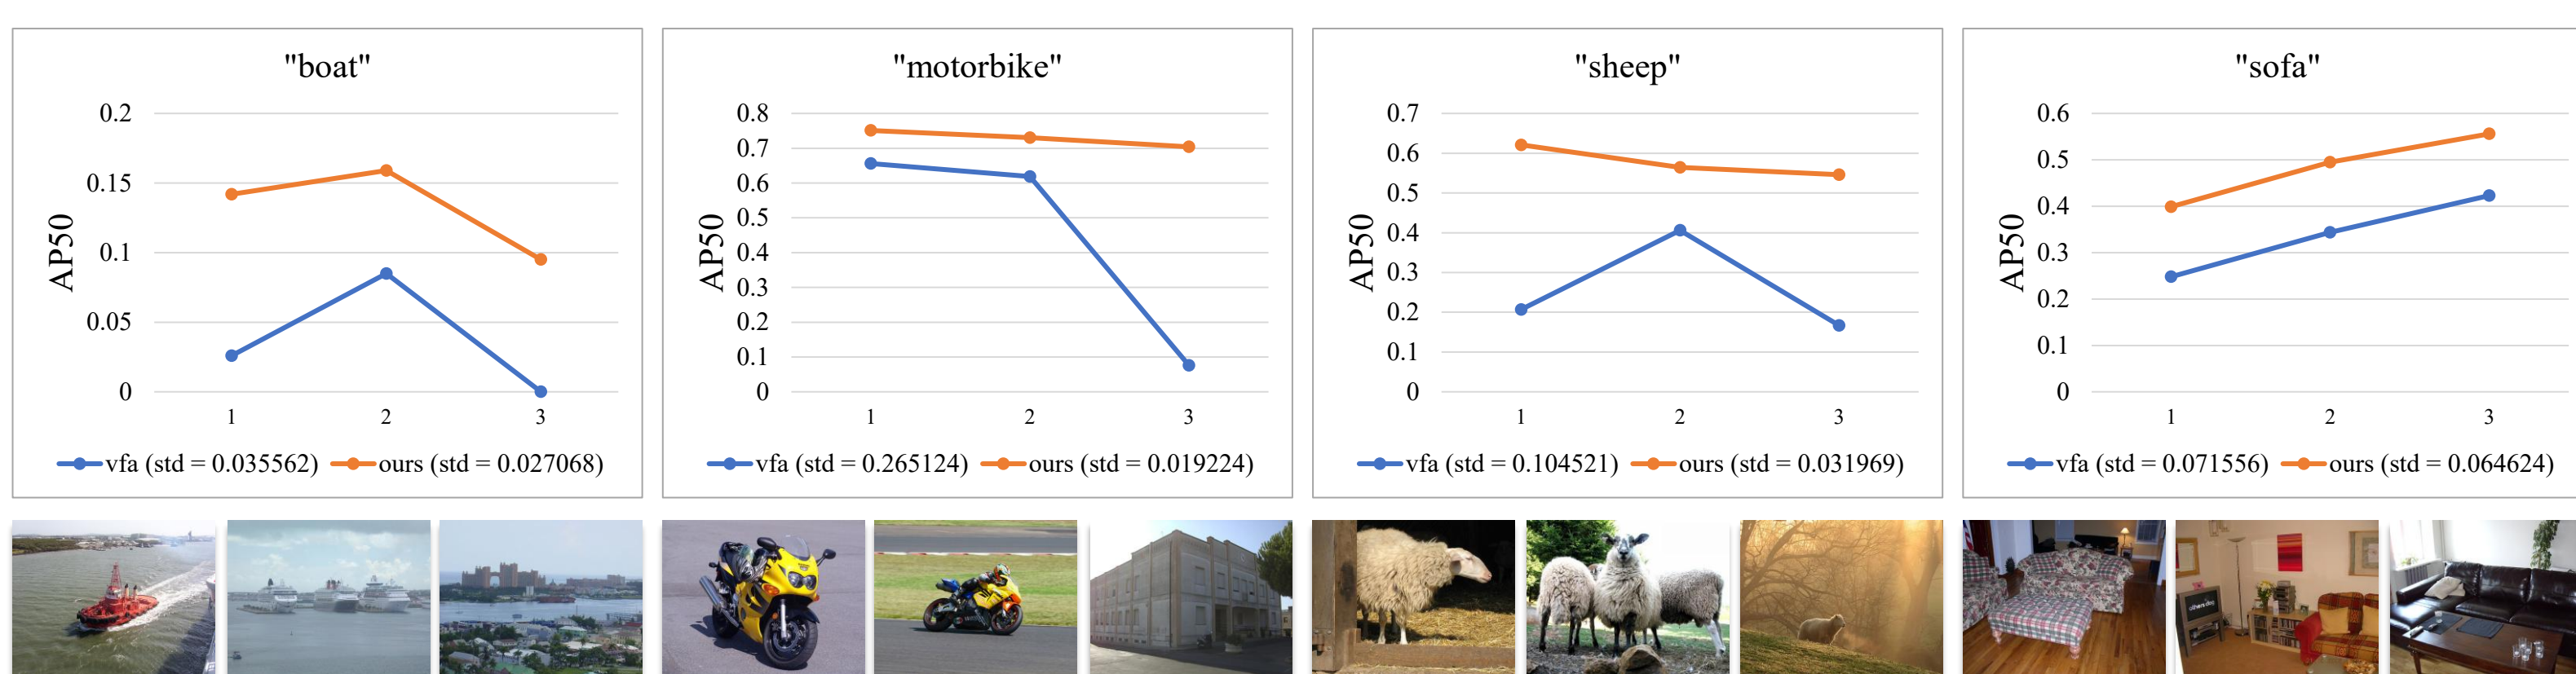 "boat"
0.2
0.15
0.1
0.05
0
AP50
1 2 3
vfa (std = 0.035562) ours (std = 0.027068)
"motorbike"
0.8
0.7
0.6
0.5
0.4
0.3
0.2
0.1
0
AP50
1 2 3
vfa (std = 0.265124) ours (std = 0.019224)
"sheep"
0.7
0.6
0.5
0.4
0.3
0.2
0.1
0
AP50
1 2 3
vfa (std = 0.104521) ours (std = 0.031969)
"sofa"
0.6
0.5
0.4
0.3
0.2
0.1
0
AP50
1 2 3
vfa (std = 0.071556) ours (std = 0.064624)